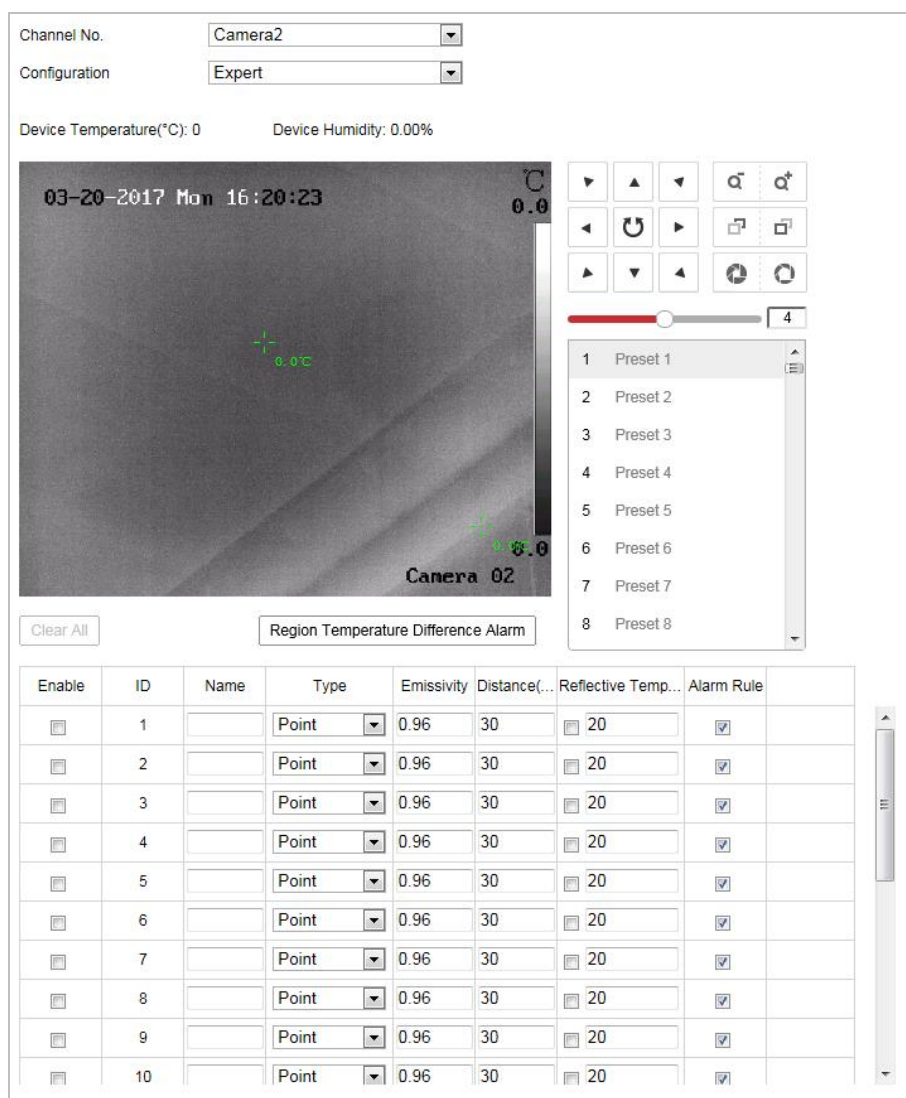 Channel No. Camera2
Configuration Expert
Device Temperature(°C): 0 Device Humidity: 0.00%
03-20-2017 Mon 16:20:23
°C
0.0
0.0℃
0.0℃
0.0
Camera 02
4
1 Preset 1
2 Preset 2
3 Preset 3
4 Preset 4
5 Preset 5
6 Preset 6
7 Preset 7
8 Preset 8
Clear All Region Temperature Difference Alarm
Enable ID Name Type Emissivity Distance(... Reflective Temp... Alarm Rule
1 Point 0.96 30 20
2 Point 0.96 30 20
3 Point 0.96 30 20
4 Point 0.96 30 20
5 Point 0.96 30 20
6 Point 0.96 30 20
7 Point 0.96 30 20
8 Point 0.96 30 20
9 Point 0.96 30 20
10 Point 0.96 30 20